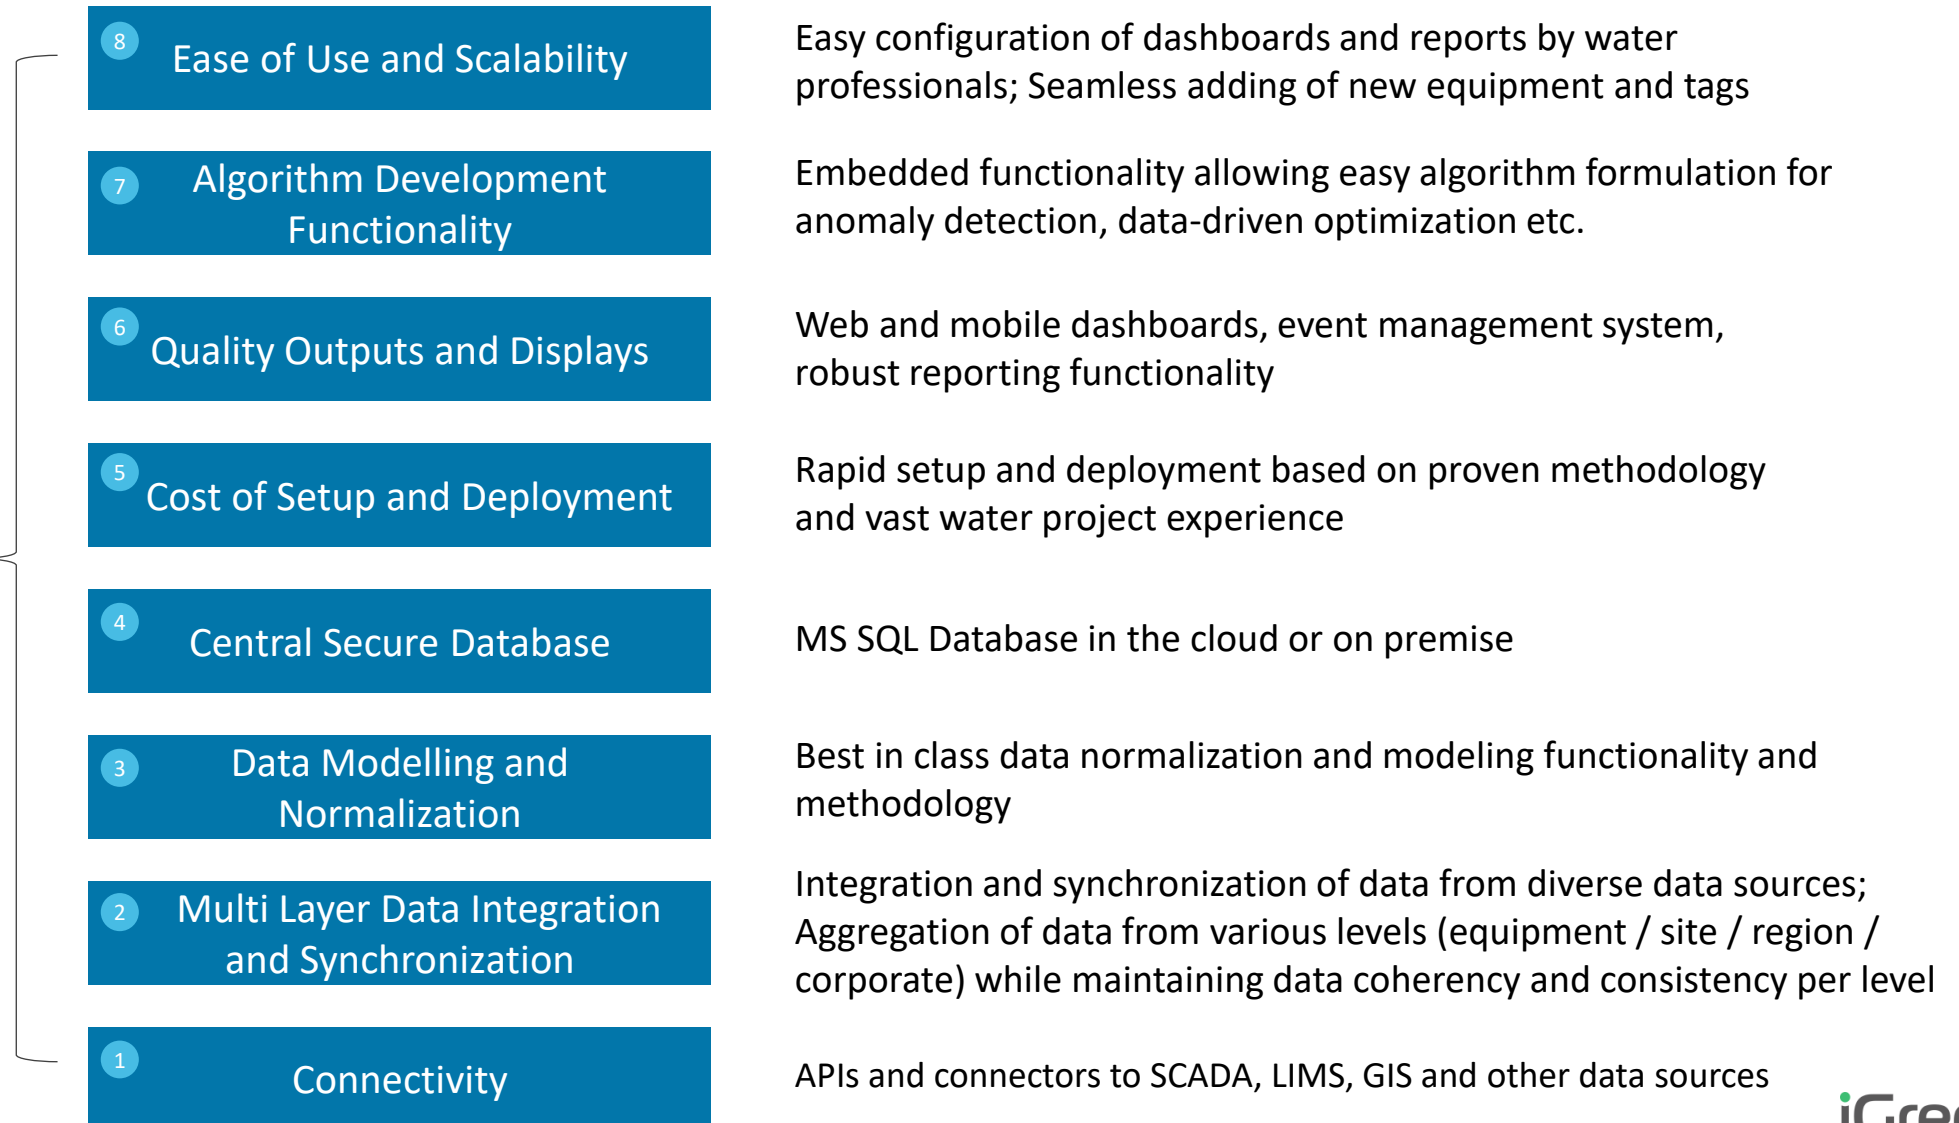 8
Ease of Use and Scalability
Easy configuration of dashboards and reports by water
professionals; Seamless adding of new equipment and tags
7
Algorithm Development
Functionality
Embedded functionality allowing easy algorithm formulation for
anomaly detection, data-driven optimization etc.
6
Quality Outputs and Displays
Web and mobile dashboards, event management system,
robust reporting functionality
5
Cost of Setup and Deployment
Rapid setup and deployment based on proven methodology
and vast water project experience
4
Central Secure Database
MS SQL Database in the cloud or on premise
3
Data Modelling and
Normalization
Best in class data normalization and modeling functionality and
methodology
2
Multi Layer Data Integration
and Synchronization
Integration and synchronization of data from diverse data sources;
Aggregation of data from various levels (equipment / site / region /
corporate) while maintaining data coherency and consistency per level
1
Connectivity
APIs and connectors to SCADA, LIMS, GIS and other data sources